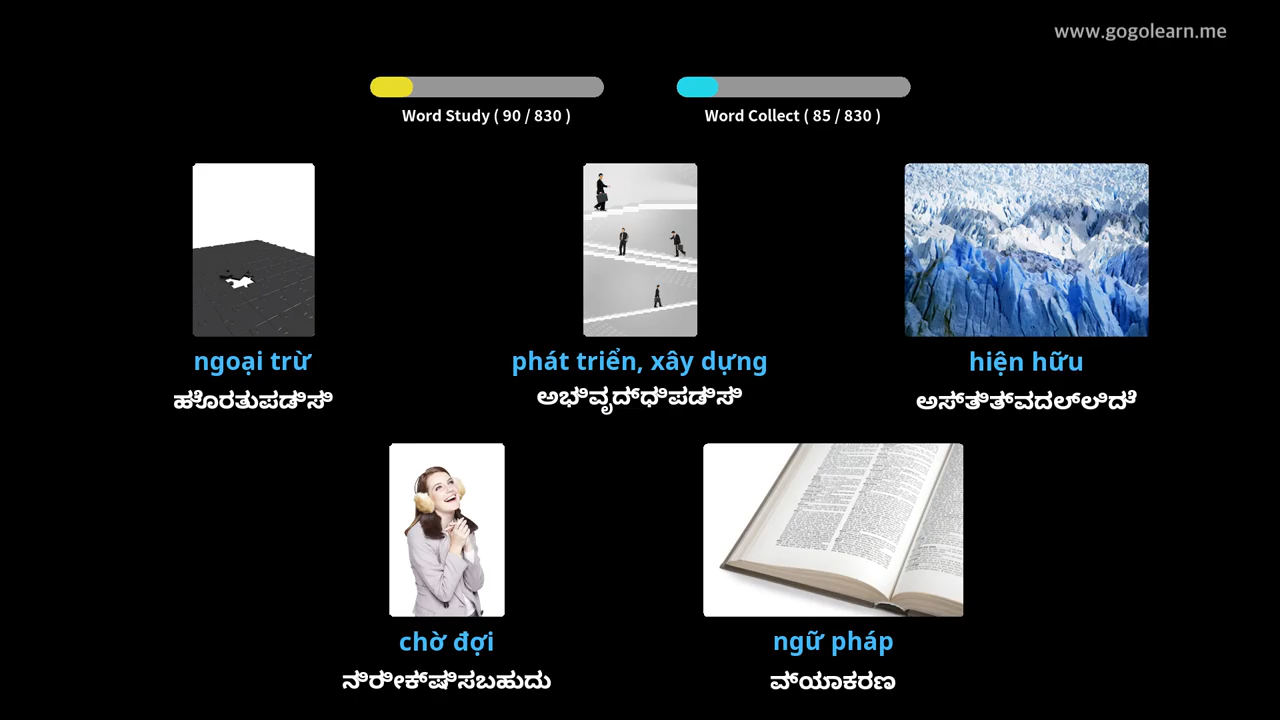 www.gogolearn.me
Word Study ( 90 / 830 )
Word Collect ( 85 / 830 )
ngoại trừ
phát triển, xây dựng
hiện hữu
ಹೊರತುಪಡಿಸಿ
ಅಭಿವೃದ್ಧಿಪಡಿಸಿ
ಅಸ್ತಿತ್ವದಲ್ಲಿದೆ
chờ đợi
ngữ pháp
ನಿರೀಕ್ಷಿಸಬಹುದು
ವ್ಯಾಕರಣ